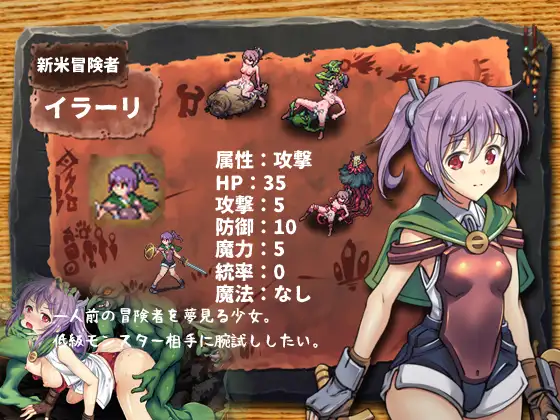 新米冒険者
イラーリ
属性：攻撃
HP：35
攻撃：5
防御：10
魔力：5
統率：0
魔法：なし
一人前の冒険者を夢見る少女。
低級モンスター相手に腕試ししたい。